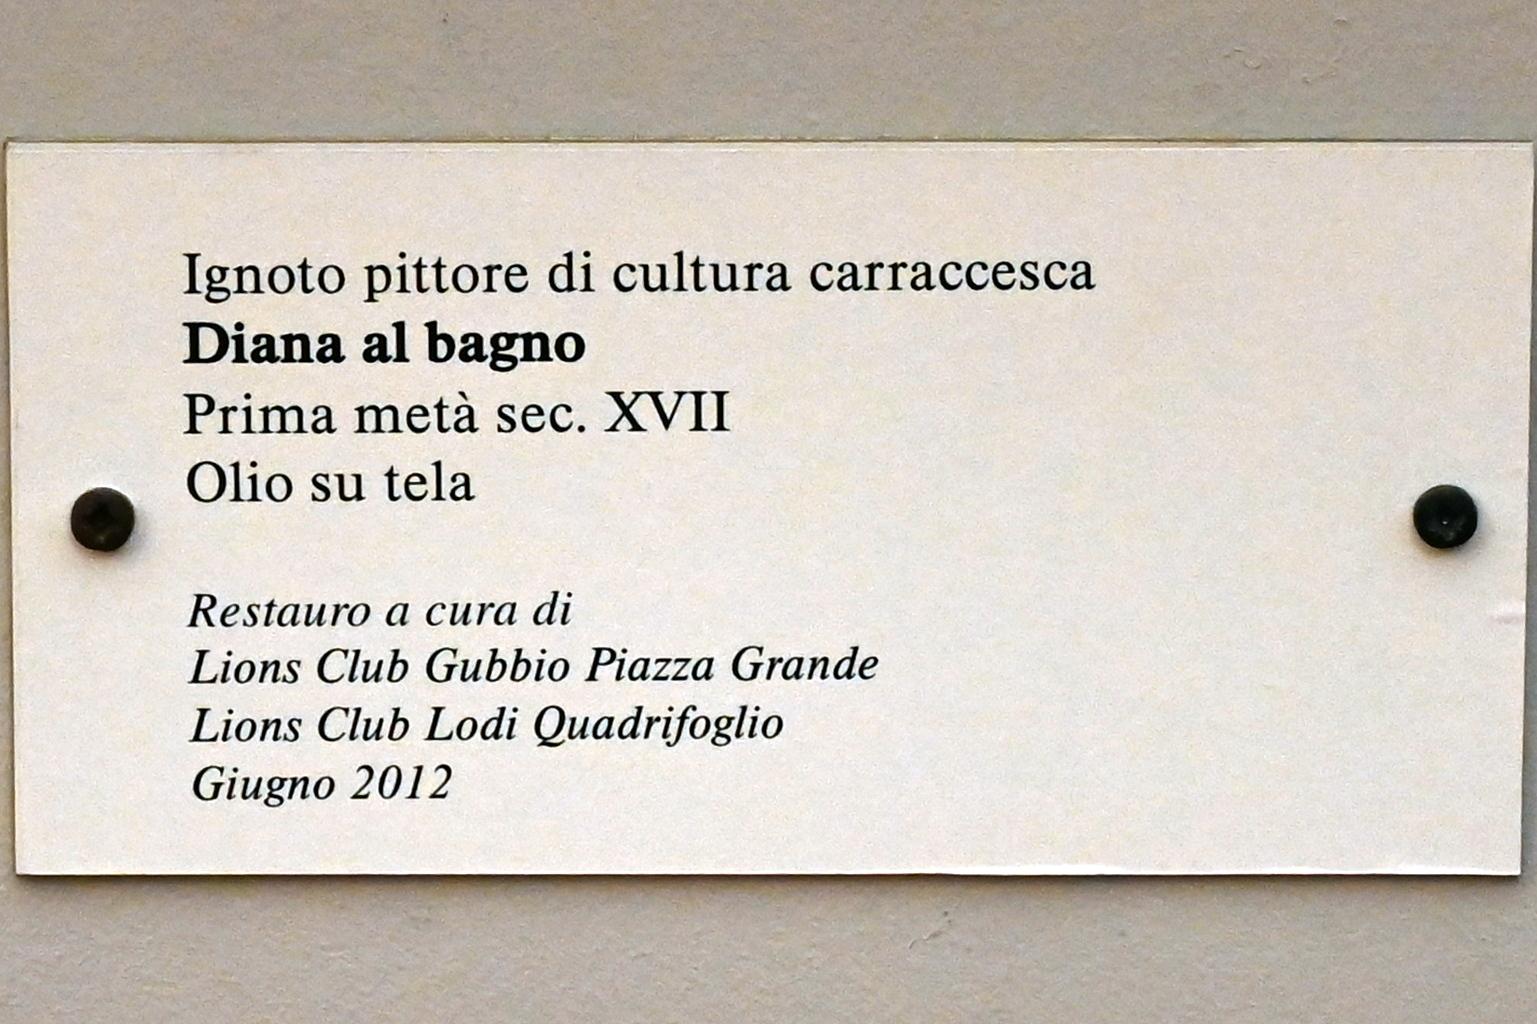 Ignoto pittore di cultura carraccesca
Diana al bagno
Prima metà sec. XVII
Olio su tela
Restauro a cura di
Lions Club Gubbio Piazza Grande
Lions Club Lodi Quadrifoglio
Giugno 2012